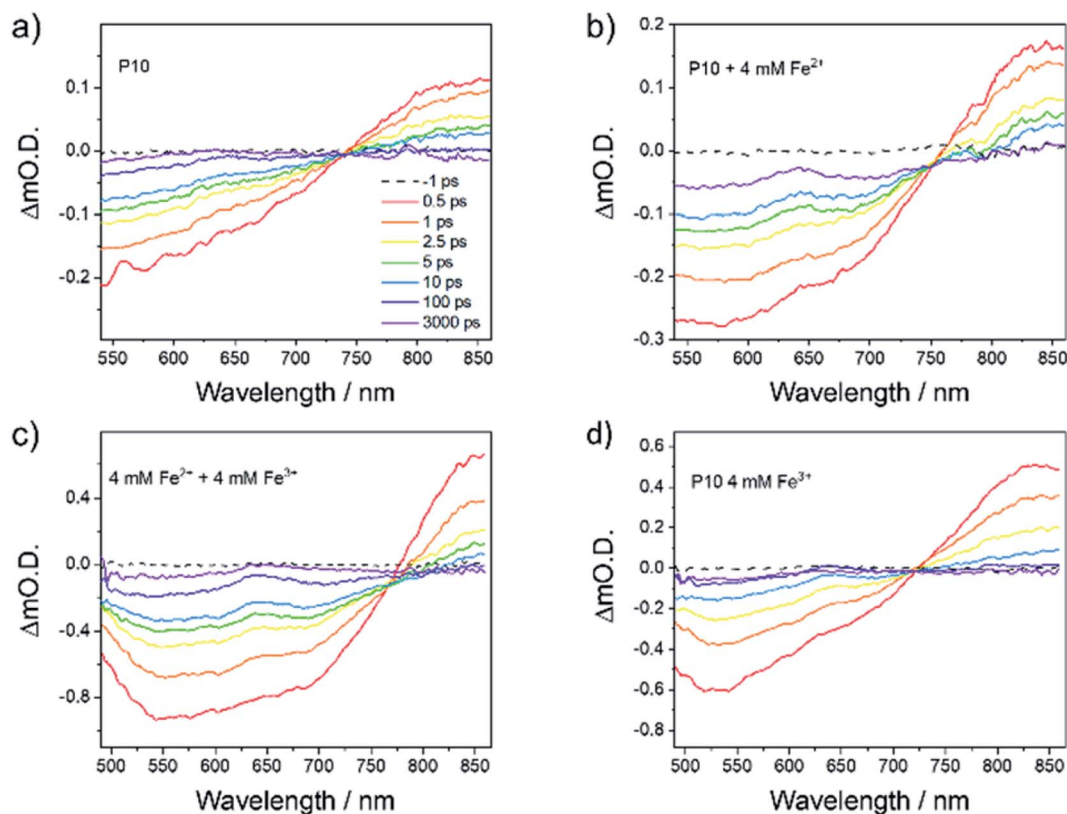 a)
P10
0.1
0.0
-0.1
-0.2
ΔmO.D.
550 600 650 700 750 800 850
Wavelength / nm
-1 ps
0.5 ps
1 ps
2.5 ps
5 ps
10 ps
100 ps
3000 ps
b)
P10 + 4 mM Fe²⁺
0.2
0.1
0.0
-0.1
-0.2
-0.3
ΔmO.D.
550 600 650 700 750 800 850
Wavelength / nm
c)
4 mM Fe²⁺ + 4 mM Fe³⁺
0.4
0.0
-0.4
-0.8
ΔmO.D.
500 550 600 650 700 750 800 850
Wavelength / nm
d)
P10 4 mM Fe³⁺
0.6
0.4
0.2
0.0
-0.2
-0.4
-0.6
-0.8
ΔmO.D.
500 550 600 650 700 750 800 850
Wavelength / nm